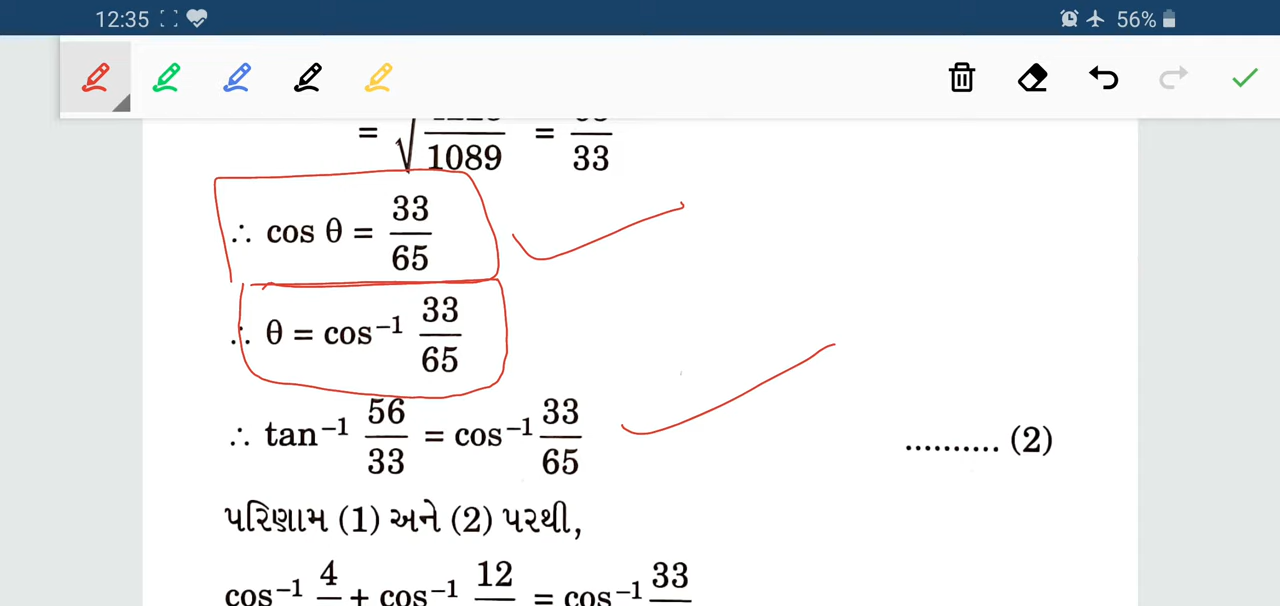 12:35 56%
= √ 1089 = 33
∴ cos θ = 33/65
∴ θ = cos⁻¹ 33/65
∴ tan⁻¹ 56/33 = cos⁻¹ 33/65 .......... (2)
પરિણામ (1) અને (2) પરથી,
cos⁻¹ 4 + cos⁻¹ 12 = cos⁻¹ 33